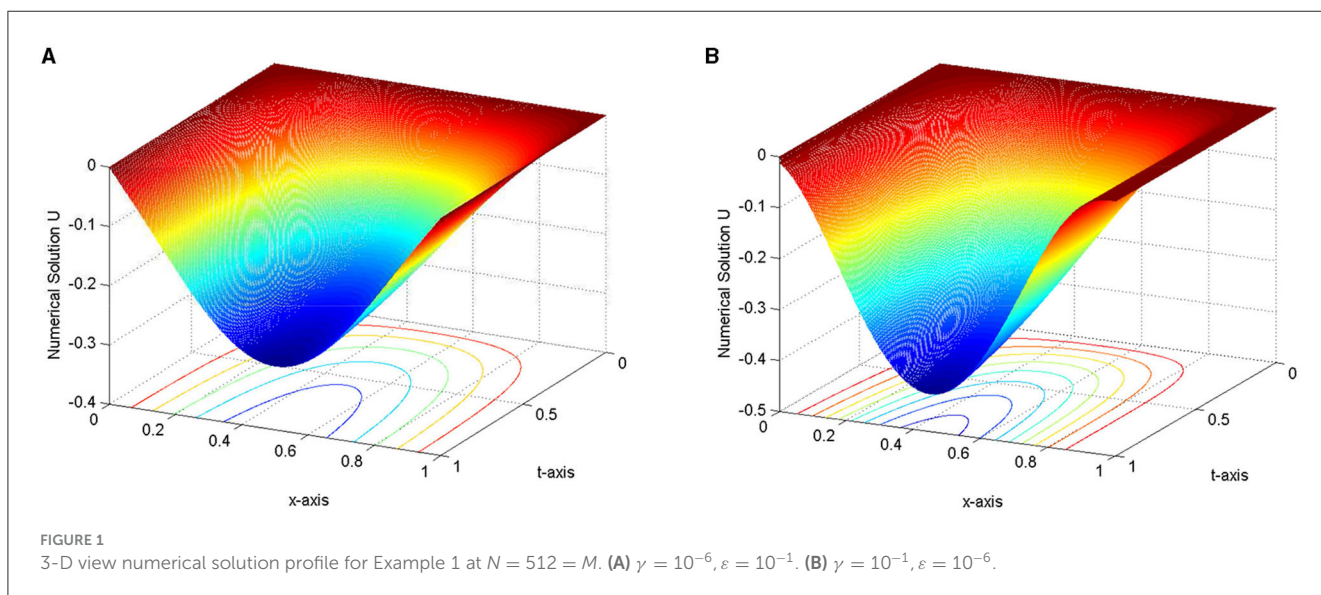 A
B
0
-0.1
-0.2
-0.3
-0.4
Numerical Solution U
0
0.2
0.4
0.6
0.8
1
x-axis
1
0.5
0
t-axis
0
-0.1
-0.2
-0.3
-0.4
-0.5
Numerical Solution U
0
0.2
0.4
0.6
0.8
1
x-axis
1
0.5
0
t-axis
FIGURE 1
3-D view numerical solution profile for Example 1 at N = 512 = M. (A) γ = 10⁻⁶, ε = 10⁻¹. (B) γ = 10⁻¹, ε = 10⁻⁶.